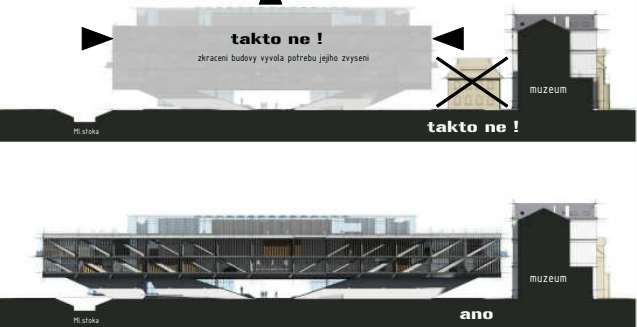 takto ne !
zkraceni budovy vyvola potrebu jejiho zvyseni
muzeum
takto ne !
Ml.stoka
muzeum
Ml.stoka
ano